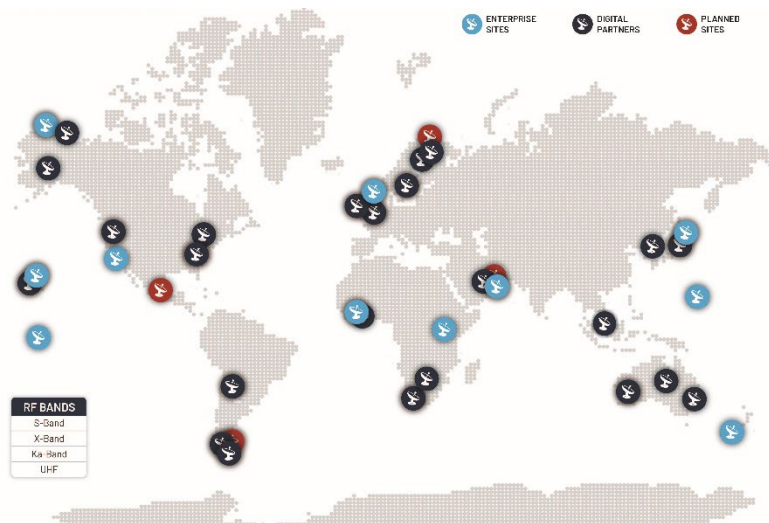 ENTERPRISE
SITES
DIGITAL
PARTNERS
PLANNED
SITES
RF BANDS
S-Band
X-Band
Ka-Band
UHF